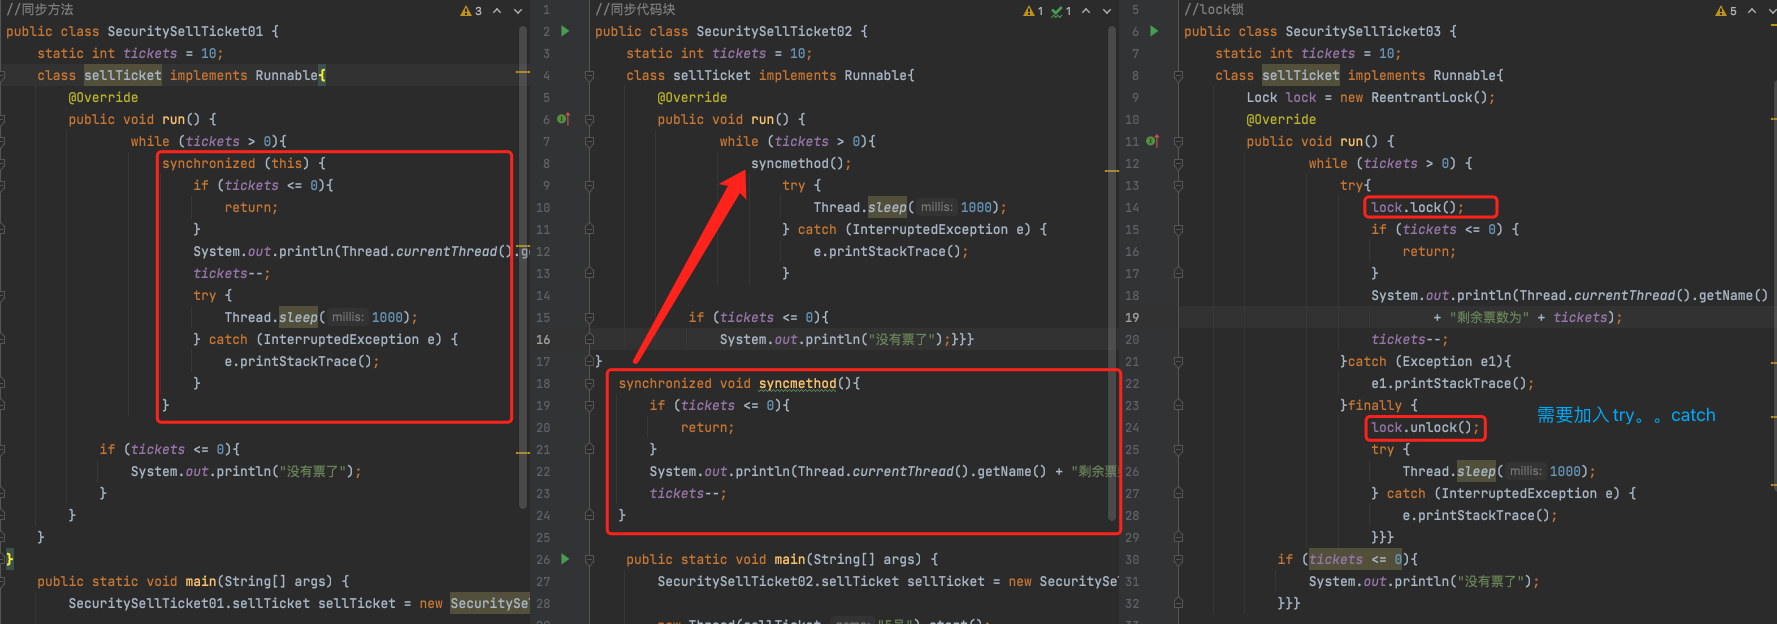 //同步方法
3
public class SecuritySellTicket01 {
static int tickets = 10;
class sellTicket implements Runnable{
@Override
public void run() {
while (tickets > 0){
synchronized (this) {
if (tickets <= 0){
return;
}
System.out.println(Thread.currentThread().ge
tickets--;
try {
Thread.sleep( millis: 1000);
} catch (InterruptedException e) {
e.printStackTrace();
}
}
if (tickets <= 0){
System.out.println("没有票了");
}
}
}
}
public static void main(String[] args) {
SecuritySellTicket01.sellTicket sellTicket = new SecuritySe
1 //同步代码块
1 1
2 public class SecuritySellTicket02 {
3 static int tickets = 10;
4 class sellTicket implements Runnable{
5 @Override
6 public void run() {
7 while (tickets > 0){
8 syncmethod();
9 try {
10 Thread.sleep( millis: 1000);
11 } catch (InterruptedException e) {
12 e.printStackTrace();
13 }
14
15 if (tickets <= 0){
16 System.out.println("没有票了");}}}
17 }
18 synchronized void syncmethod(){
19 if (tickets <= 0){
20 return;
21 }
22 System.out.println(Thread.currentThread().getName() + "剩余票
23 tickets--;
24 }
25
26 public static void main(String[] args) {
27 SecuritySellTicket02.sellTicket sellTicket = new SecuritySel
28
29 new Thread(sellTicket, name: "5号").start();
5 //lock锁
5
6 public class SecuritySellTicket03 {
7 static int tickets = 10;
8 class sellTicket implements Runnable{
9 Lock lock = new ReentrantLock();
10 @Override
11 public void run() {
12 while (tickets > 0) {
13 try{
14 lock.lock();
15 if (tickets <= 0) {
16 return;
17 }
18 System.out.println(Thread.currentThread().getName()
19 + "剩余票数为" + tickets);
20 tickets--;
21 }catch (Exception e1){
22 e1.printStackTrace();
23 }finally {
需要加入 try。。catch
24 lock.unlock();
25 try {
26 Thread.sleep( millis: 1000);
27 } catch (InterruptedException e) {
28 e.printStackTrace();
29 }}}
30 if (tickets <= 0){
31 System.out.println("没有票了");
32 }}}